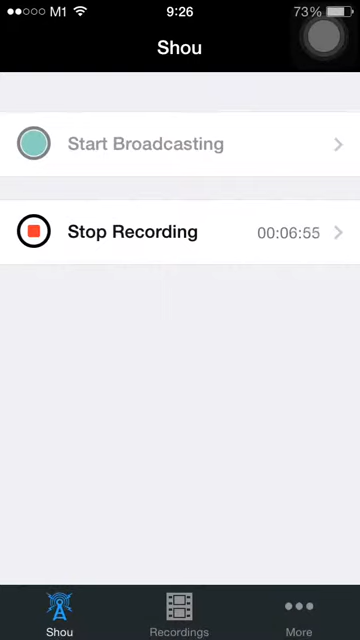 M1 9:26 73%
Shou
Start Broadcasting
Stop Recording 00:06:55
Shou Recordings More